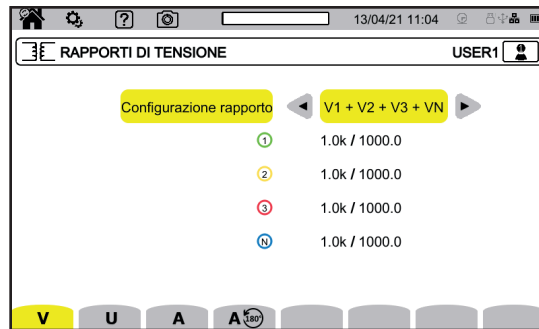 ? 13/04/21 11:04
RAPPORTI DI TENSIONE USER1
Configurazione rapporto V1 + V2 + V3 + VN
1 1.0k / 1000.0
2 1.0k / 1000.0
3 1.0k / 1000.0
N 1.0k / 1000.0
V U A A 180°